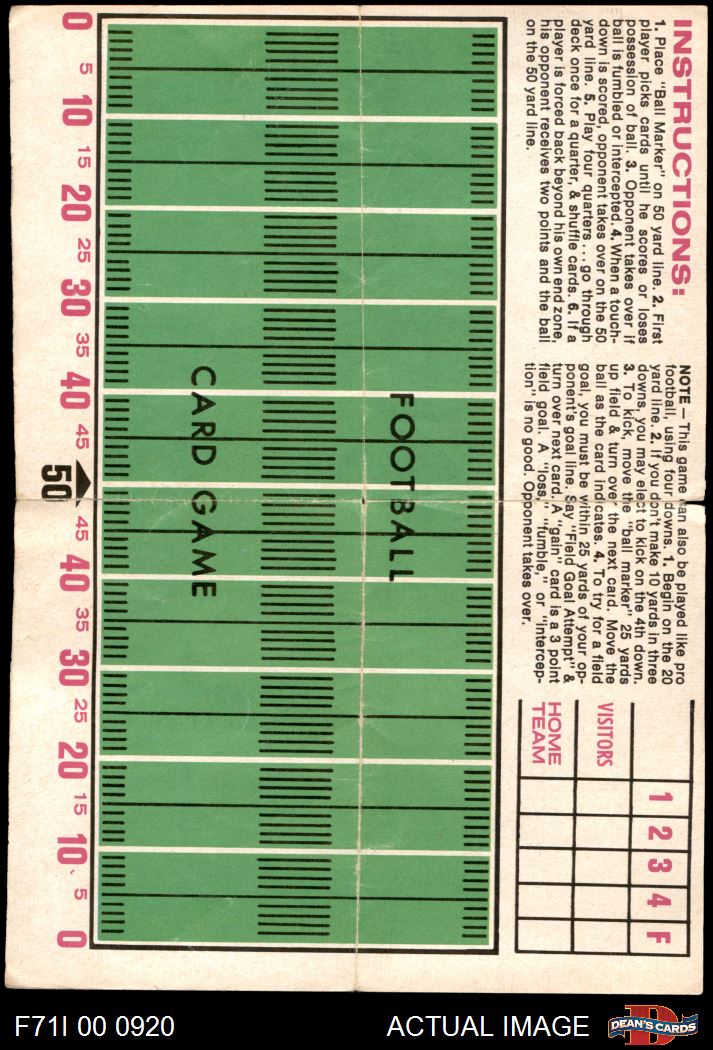 INSTRUCTIONS:
1. Place "Ball Marker" on 50 yard line. 2. First
player picks cards until he scores or loses
possession of ball. 3. Opponent takes over if
ball is fumbled or intercepted. 4. When a touch-
down is scored, opponent takes over on the 50
yard line. 5. Play four quarters...go through
deck once for a quarter, & shuffle cards. 6. If a
player is forced back beyond his own end zone,
his opponent receives two points and the ball
on the 50 yard line.
NOTE — This game can also be played like pro
football, using four downs. 1. Begin on the 20
yard line. 2. If you don't make 10 yards in three
downs, you may elect to kick on the 4th down.
3. To kick, move the "ball marker" 25 yards
up field & turn over the next card. Move the
ball as the card indicates. 4. To try for a field
goal, you must be within 25 yards of your op-
ponent's goal line. Say "Field Goal Attempt" &
turn over next card. A "gain" card is a 3 point
field goal. A "loss," "fumble," or "intercep-
tion" is no good. Opponent takes over.
1 2 3 4 F
VISITORS
HOME
TEAM
FOOTBALL
CARD GAME
0 5 10 15 20 25 30 35 40 45 50 45 40 35 30 25 20 15 10 5 0
F71I 00 0920
ACTUAL IMAGE
D
DEAN'S CARDS